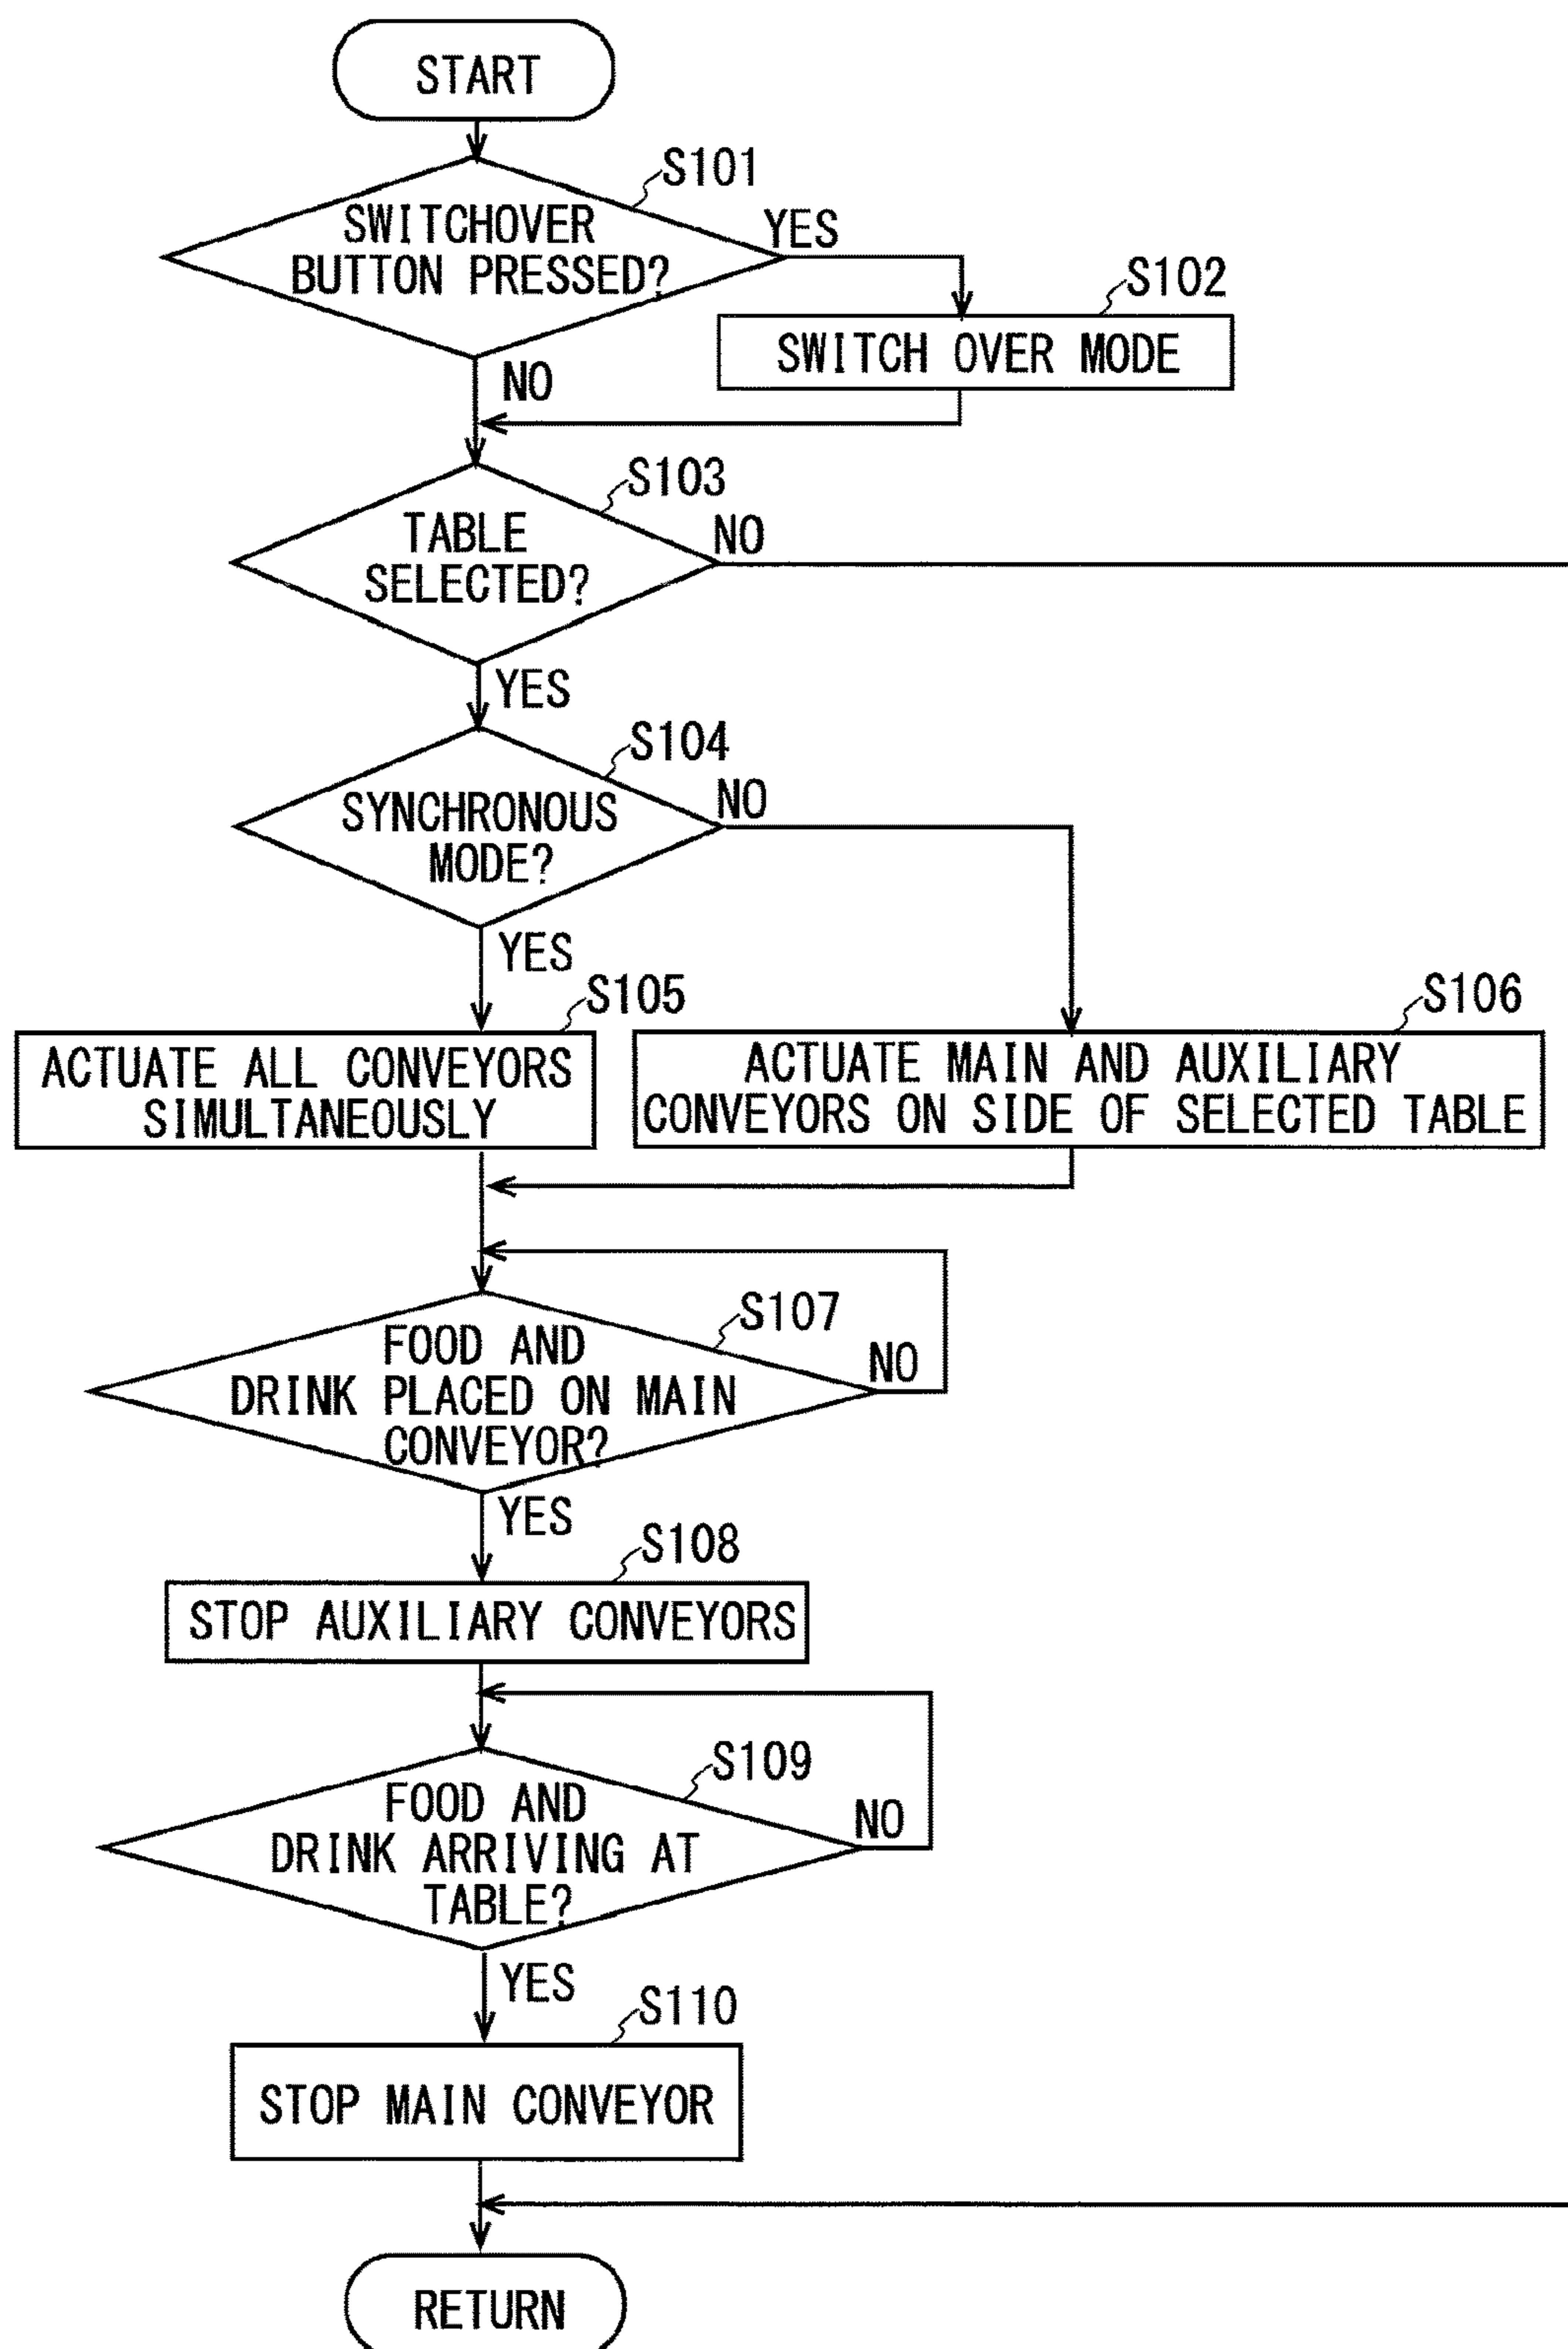 START
S101
SWITCHOVER
BUTTON PRESSED?
YES
S102
SWITCH OVER MODE
NO
S103
TABLE
SELECTED?
NO
YES
S104
SYNCHRONOUS
MODE?
NO
YES
S105
ACTUATE ALL CONVEYORS
SIMULTANEOUSLY
S106
ACTUATE MAIN AND AUXILIARY
CONVEYORS ON SIDE OF SELECTED TABLE
S107
FOOD AND
DRINK PLACED ON MAIN
CONVEYOR?
NO
YES
S108
STOP AUXILIARY CONVEYORS
S109
FOOD AND
DRINK ARRIVING AT
TABLE?
NO
YES
S110
STOP MAIN CONVEYOR
RETURN